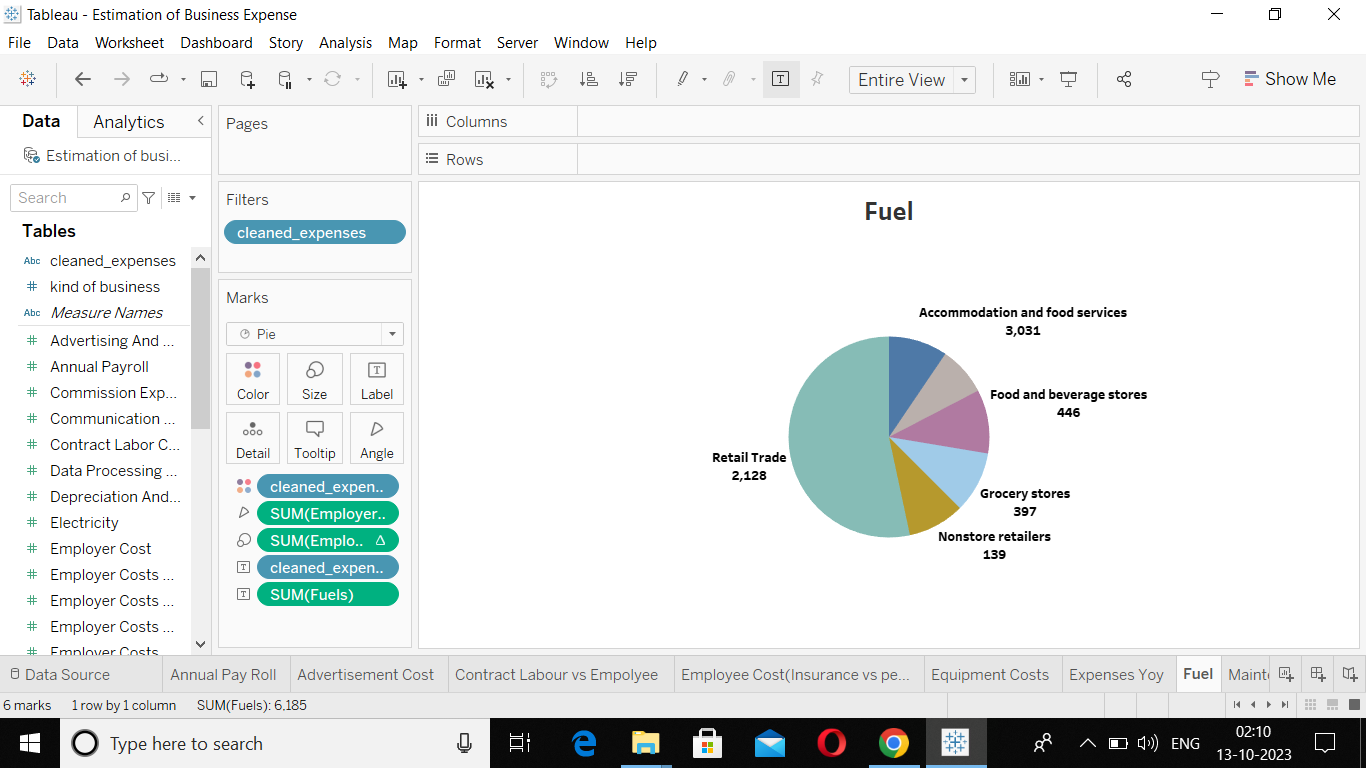 Tableau - Estimation of Business Expense
File Data Worksheet Dashboard Story Analysis Map Format Server Window Help
Entire View
Show Me
Data Analytics
Estimation of busi...
Search
Tables
Abc cleaned_expenses
# kind of business
Abc Measure Names
# Advertising And ...
# Annual Payroll
# Commission Exp...
# Communication ...
# Contract Labor C...
# Data Processing ...
# Depreciation And...
# Electricity
# Employer Cost
# Employer Costs ...
# Employer Costs ...
# Employer Costs ...
# Employer Costs
Pages
Filters
cleaned_expenses
Marks
Pie
Color Size Label
Detail Tooltip Angle
cleaned_expen..
SUM(Employer..
SUM(Emplo.. Δ
cleaned_expen..
SUM(Fuels)
Columns
Rows
Fuel
Accommodation and food services
3,031
Food and beverage stores
446
Retail Trade
2,128
Grocery stores
397
Nonstore retailers
139
Data Source Annual Pay Roll Advertisement Cost Contract Labour vs Empolyee Employee Cost(Insurance vs pe... Equipment Costs Expenses Yoy Fuel Mainte
6 marks 1 row by 1 column SUM(Fuels): 6,185
Type here to search
ENG
02:10
13-10-2023